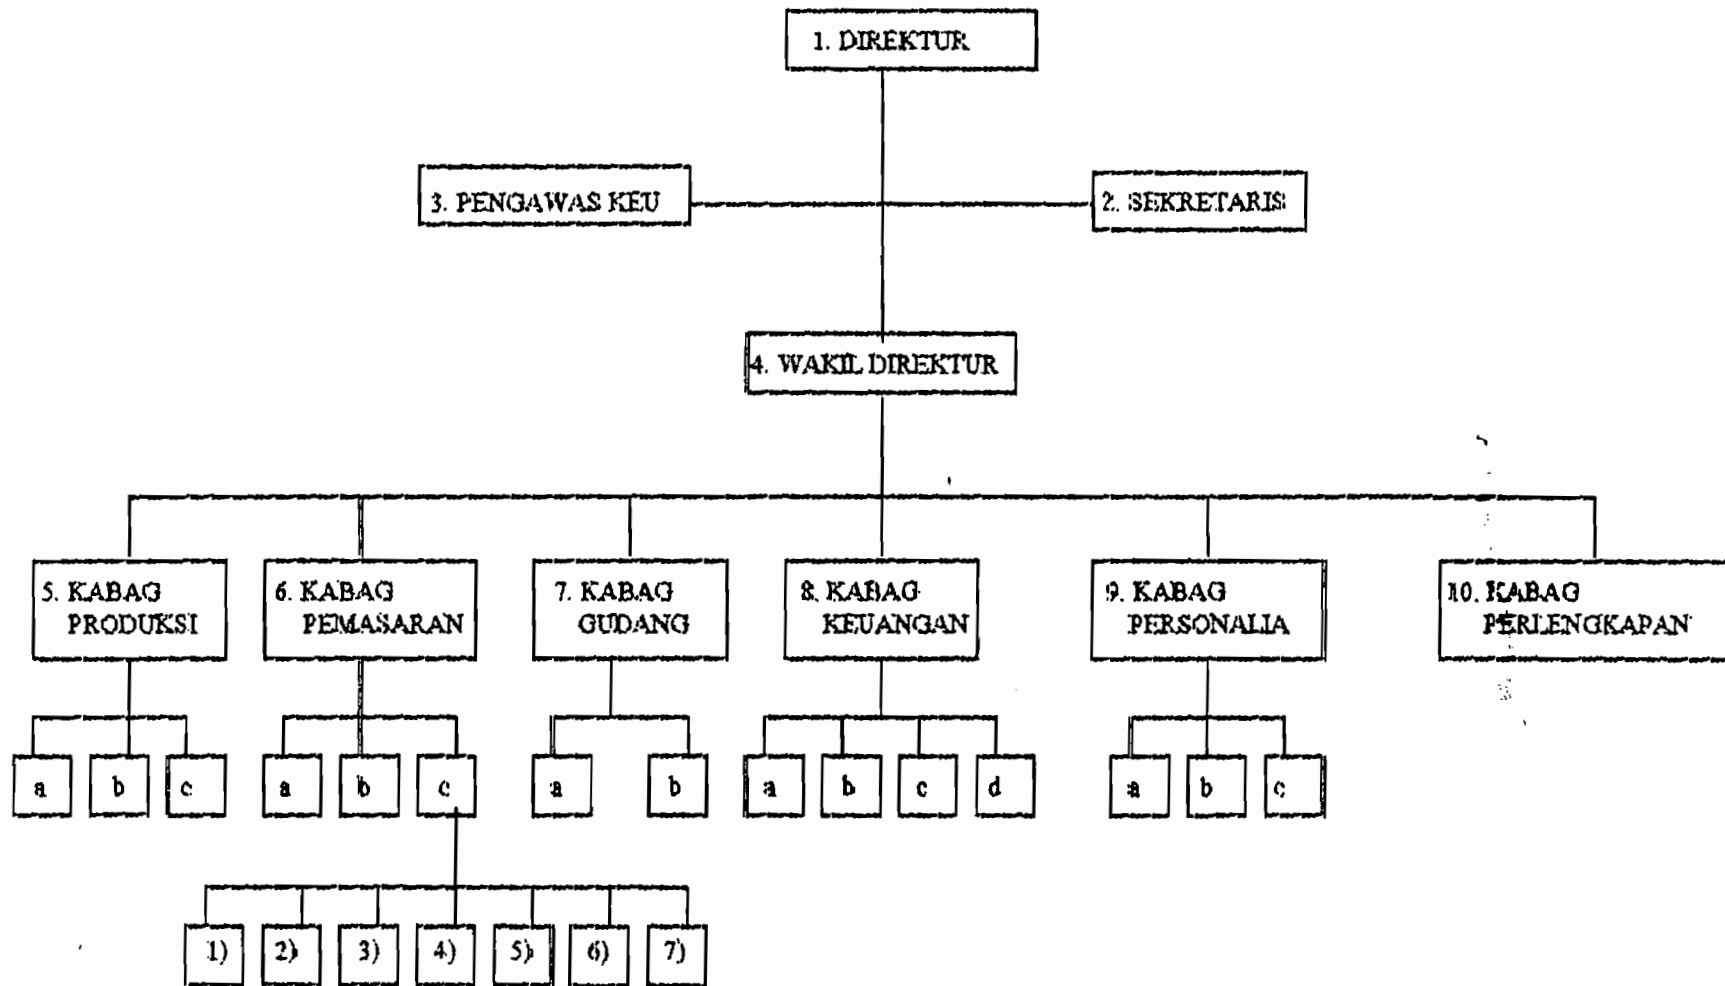 1. DIREKTUR
3. PENGAWAS KEU
2. SEKRETARIS
4. WAKIL DIREKTUR
5. KABAG
PRODUKSI
6. KABAG
PEMASARAN
7. KABAG
GUDANG
8. KABAG
KEUANGAN
9. KABAG
PERSONALIA
10. KABAG
PERLENGKAPAN
a
b
c
a
b
c
a
b
a
b
c
d
a
b
c
1)
2)
3)
4)
5)
6)
7)